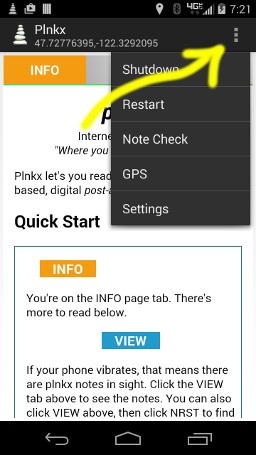 4G 7:21
Plnkx
47.72776395,-122.3292095
INFO
Shutdown
Restart
Note Check
GPS
Settings
p
Interne
"Where you
Plnkx let's you read
based, digital post-
Quick Start
INFO
You're on the INFO page tab. There's
more to read below.
VIEW
If your phone vibrates, that means there
are plnkx notes in sight. Click the VIEW
tab above to see the notes. You can also
click VIEW above, then click NRST to find